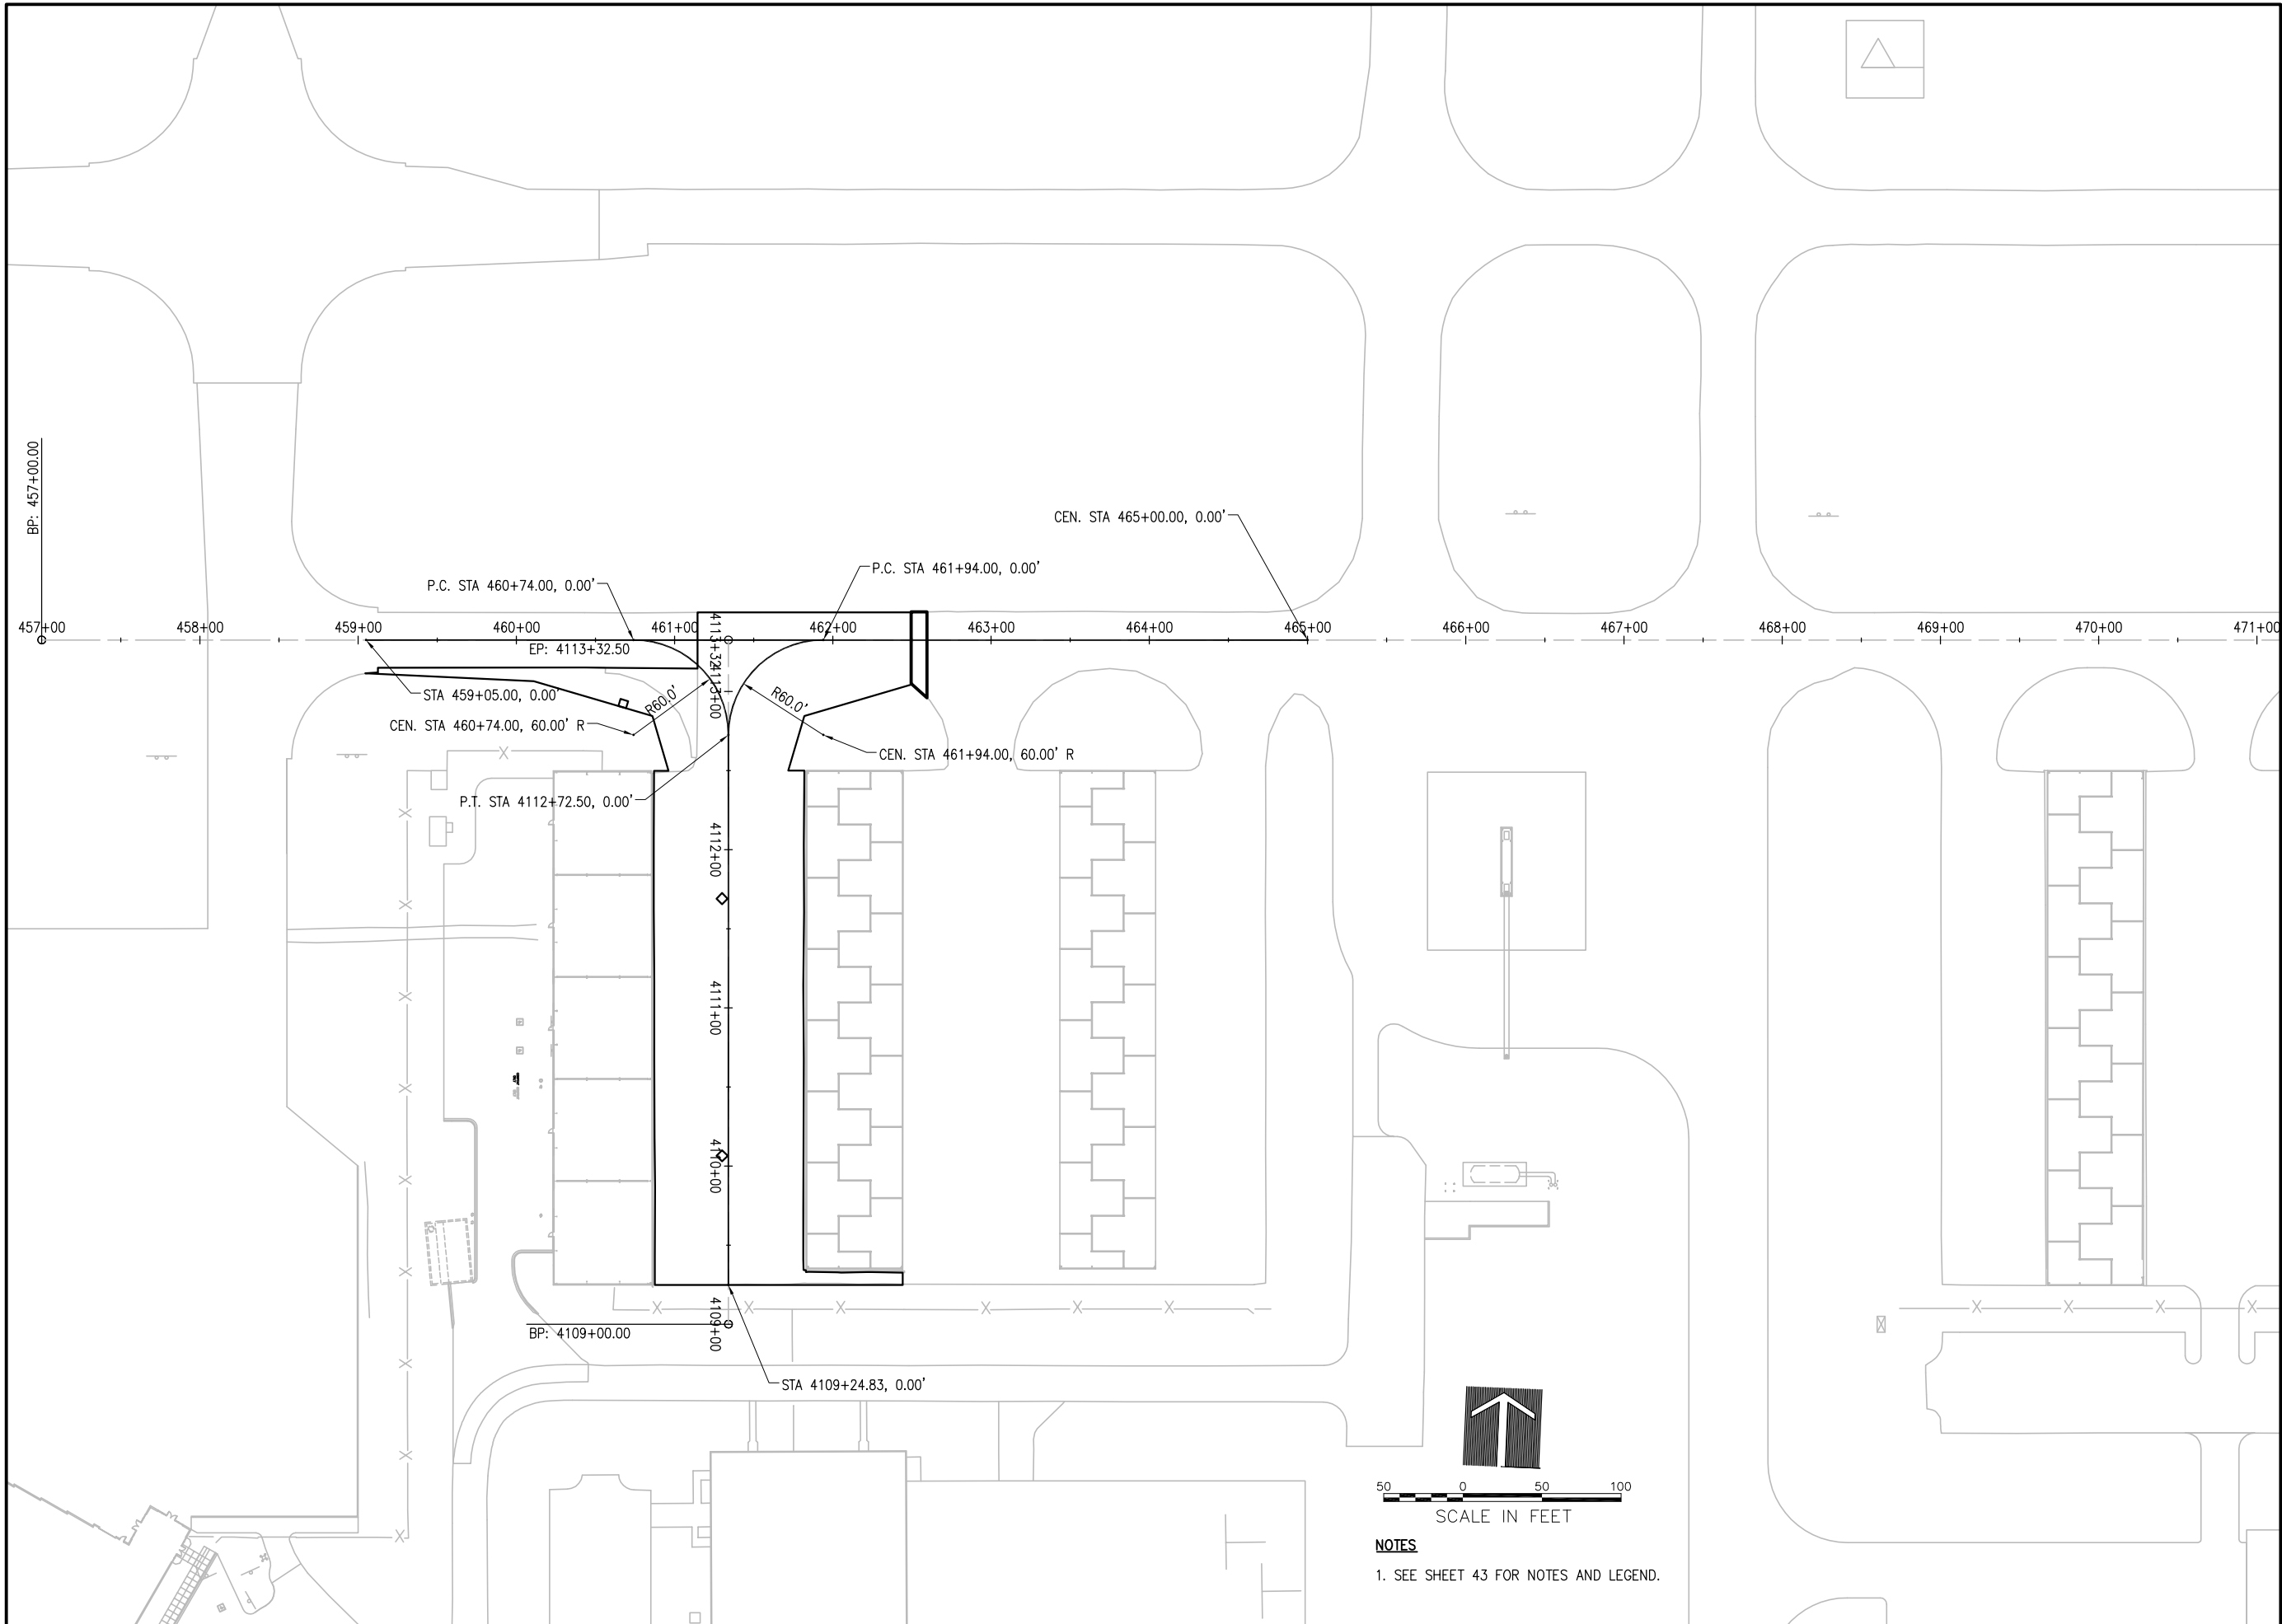 BP: 457+00.00
CEN. STA 465+00.00, 0.00'
P.C. STA 461+94.00, 0.00'
P.C. STA 460+74.00, 0.00'
457+00
458+00
459+00
460+00
461+00
462+00
463+00
464+00
465+00
466+00
467+00
468+00
469+00
470+00
471+00
EP: 4113+32.50
4113+32
4113+00
STA 459+05.00, 0.00'
R60.0'
R60.0'
CEN. STA 460+74.00, 60.00' R
CEN. STA 461+94.00, 60.00' R
P.T. STA 4112+72.50, 0.00'
4112+00
4111+00
4110+00
4109+00
BP: 4109+00.00
STA 4109+24.83, 0.00'
50 0 50 100
SCALE IN FEET
NOTES
1. SEE SHEET 43 FOR NOTES AND LEGEND.